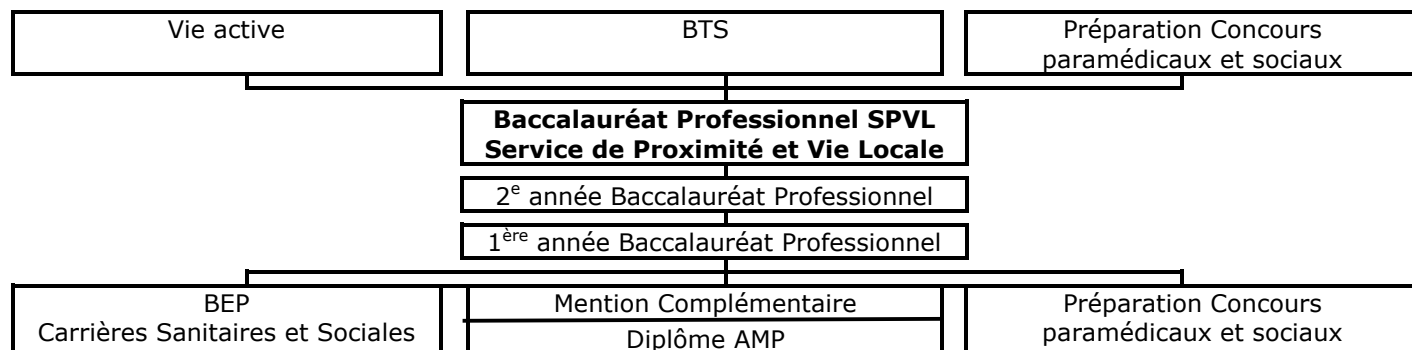 Vie active
BTS
Préparation Concours
paramédicaux et sociaux
Baccalauréat Professionnel SPVL
Service de Proximité et Vie Locale
2e année Baccalauréat Professionnel
1ère année Baccalauréat Professionnel
BEP
Carrières Sanitaires et Sociales
Mention Complémentaire
Diplôme AMP
Préparation Concours
paramédicaux et sociaux